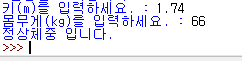 키(m)를 입력하세요. : 1.74
몸무게(kg)를 입력하세요. : 66
정상체중 입니다.
>>>